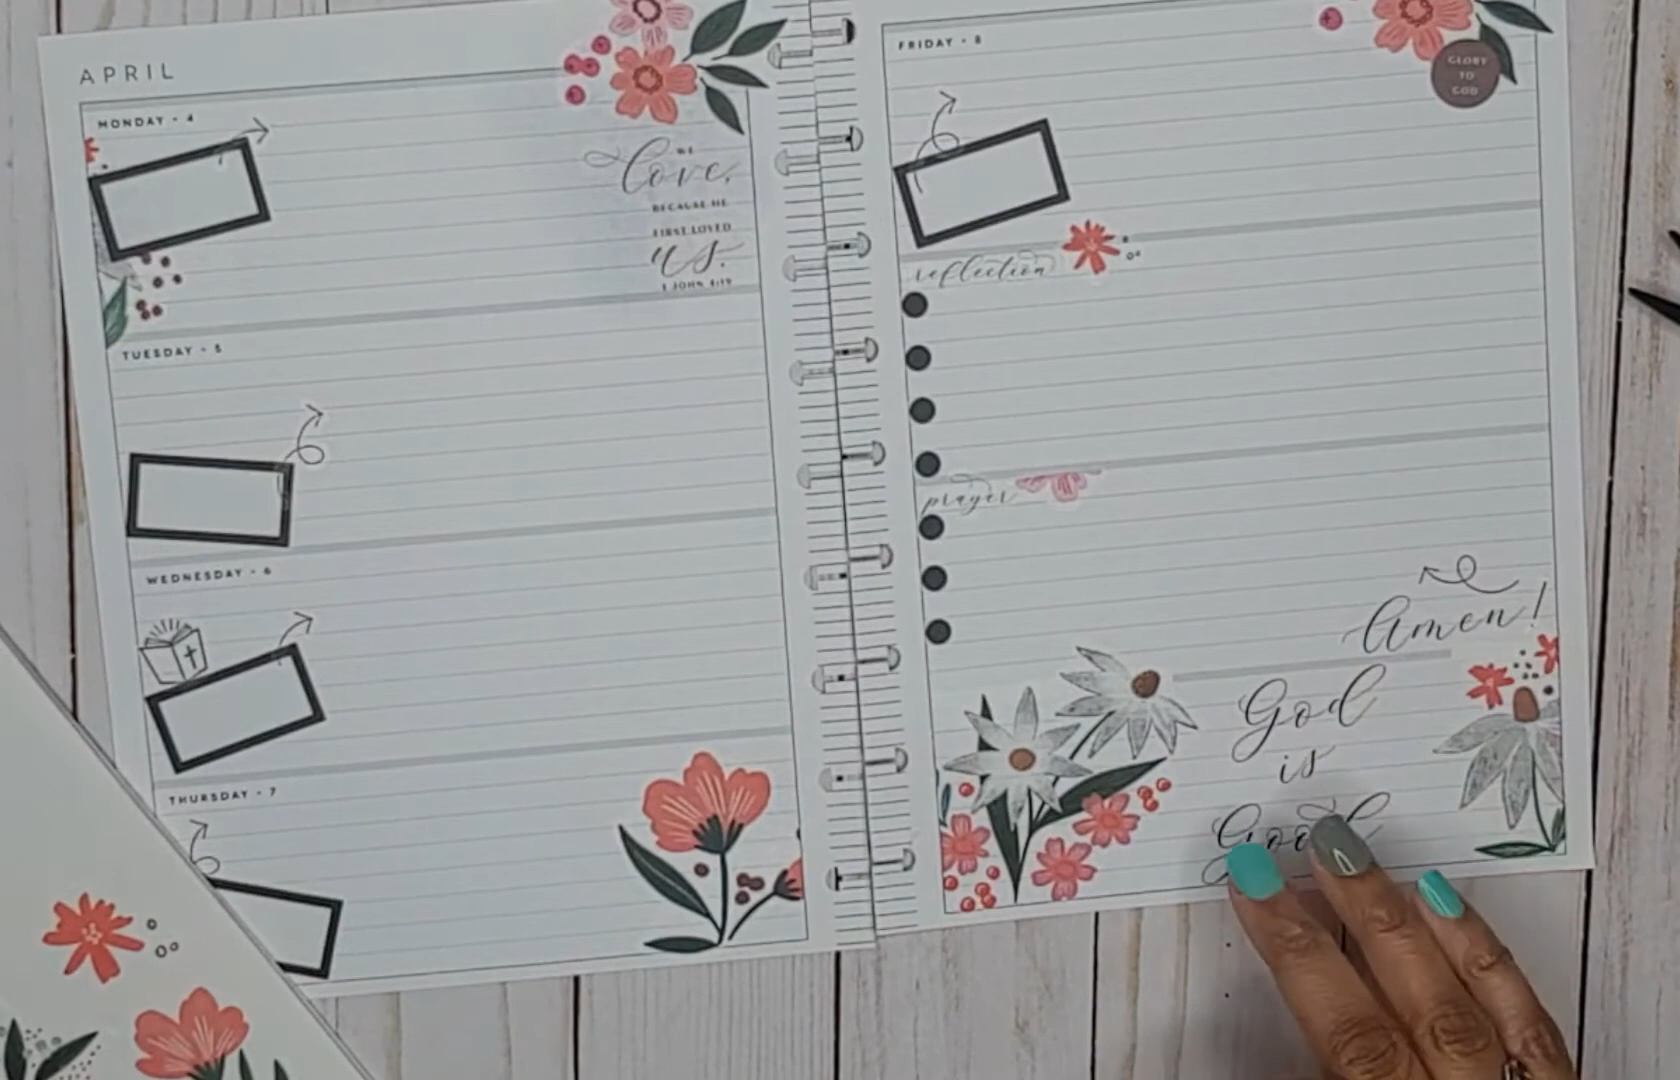 APRIL
MONDAY • 4
WE
Love,
BECAUSE HE
FIRST LOVED
us.
1 JOHN 4:19
TUESDAY • 5
WEDNESDAY • 6
THURSDAY • 7
FRIDAY • 8
GLORY
TO
GOD
reflection
prayer
Amen!
God
is
Good